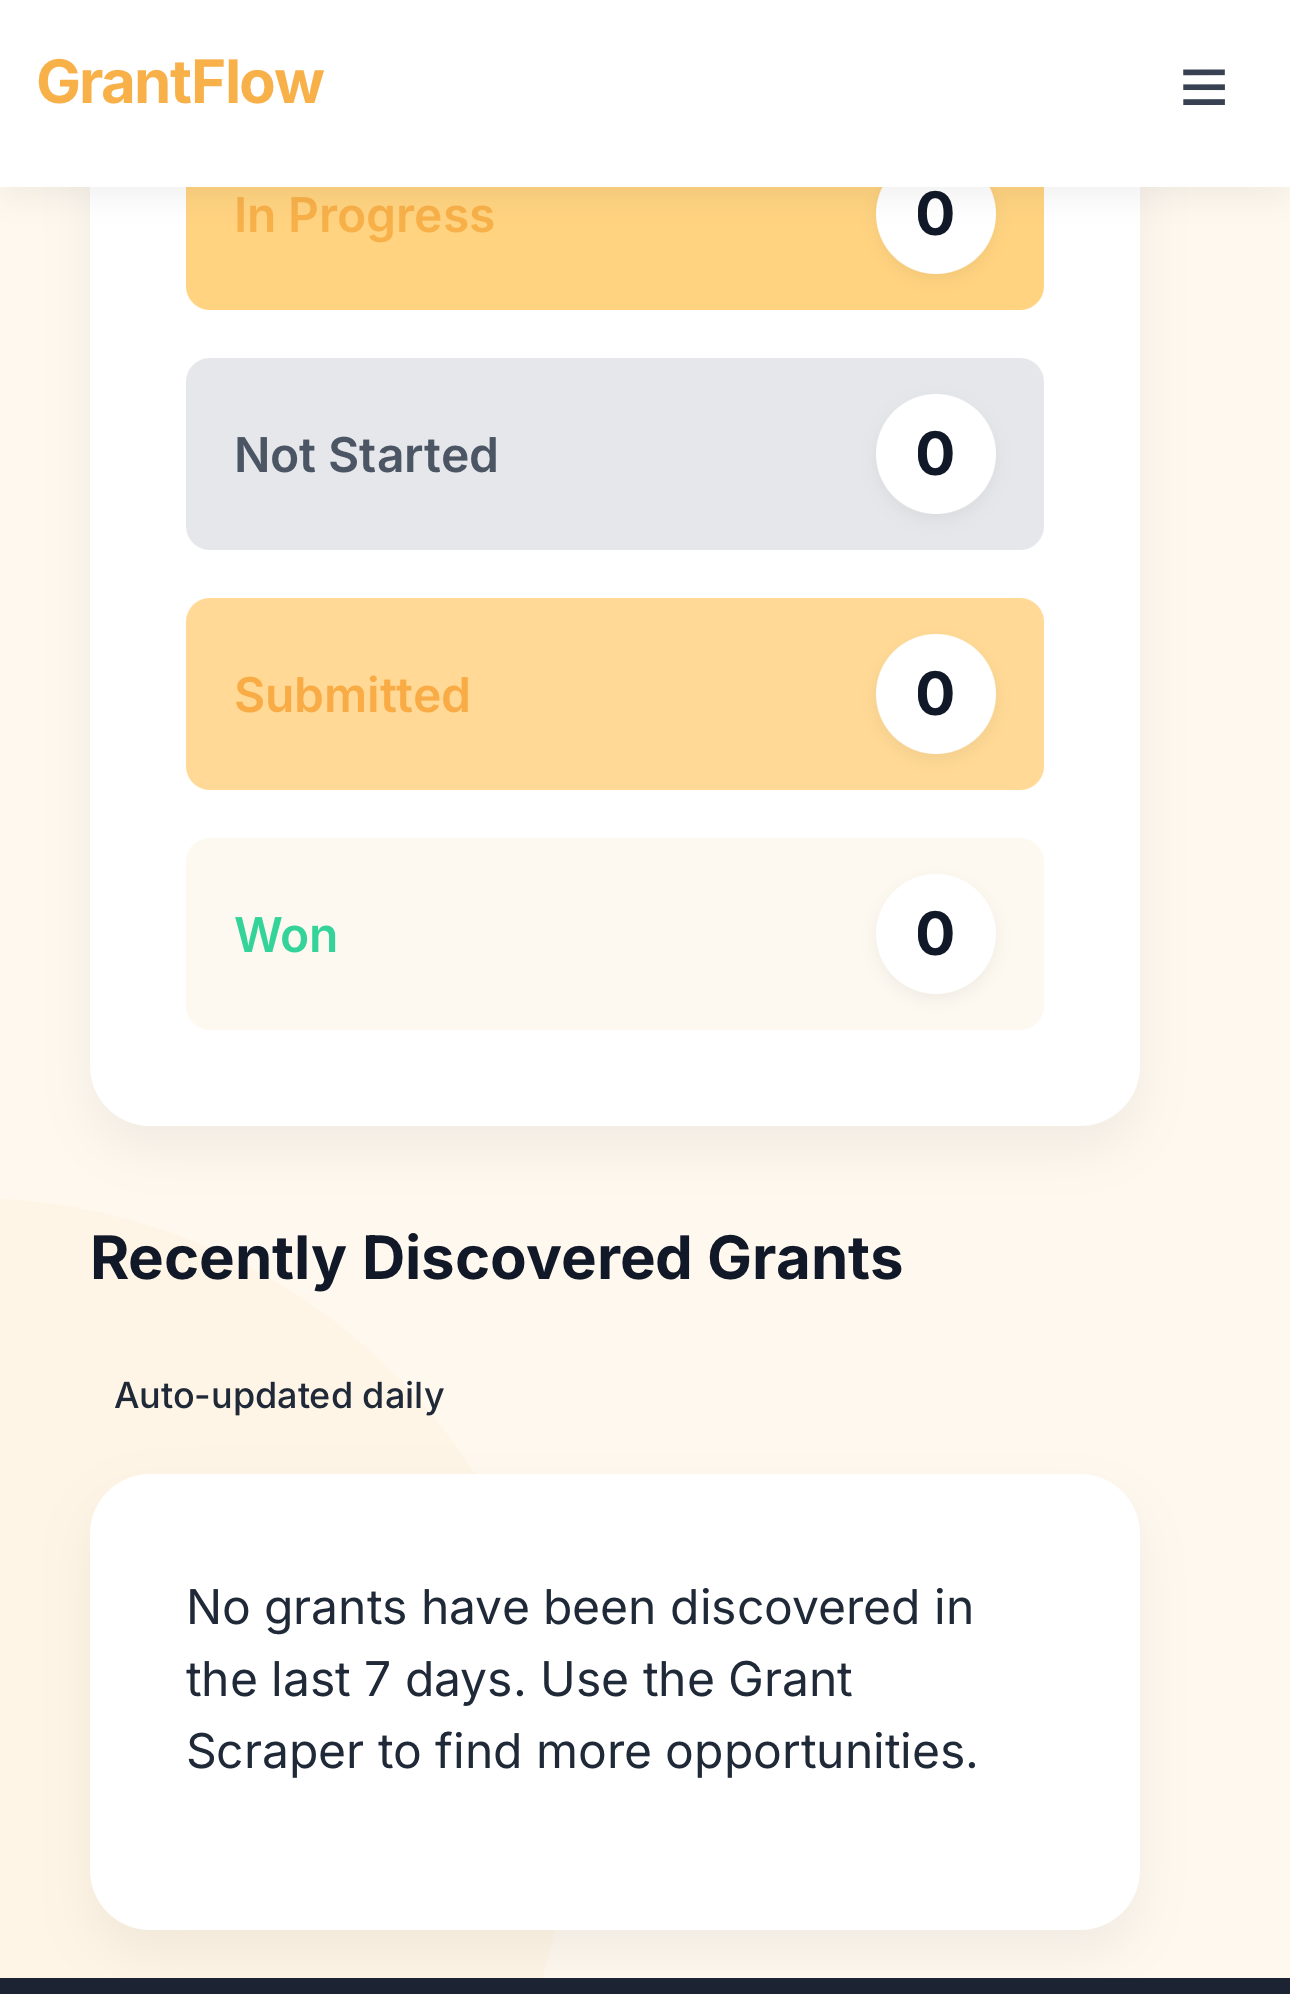 GrantFlow
In Progress
0
Not Started
0
Submitted
0
Won
0
Recently Discovered Grants
Auto-updated daily
No grants have been discovered in
the last 7 days. Use the Grant
Scraper to find more opportunities.